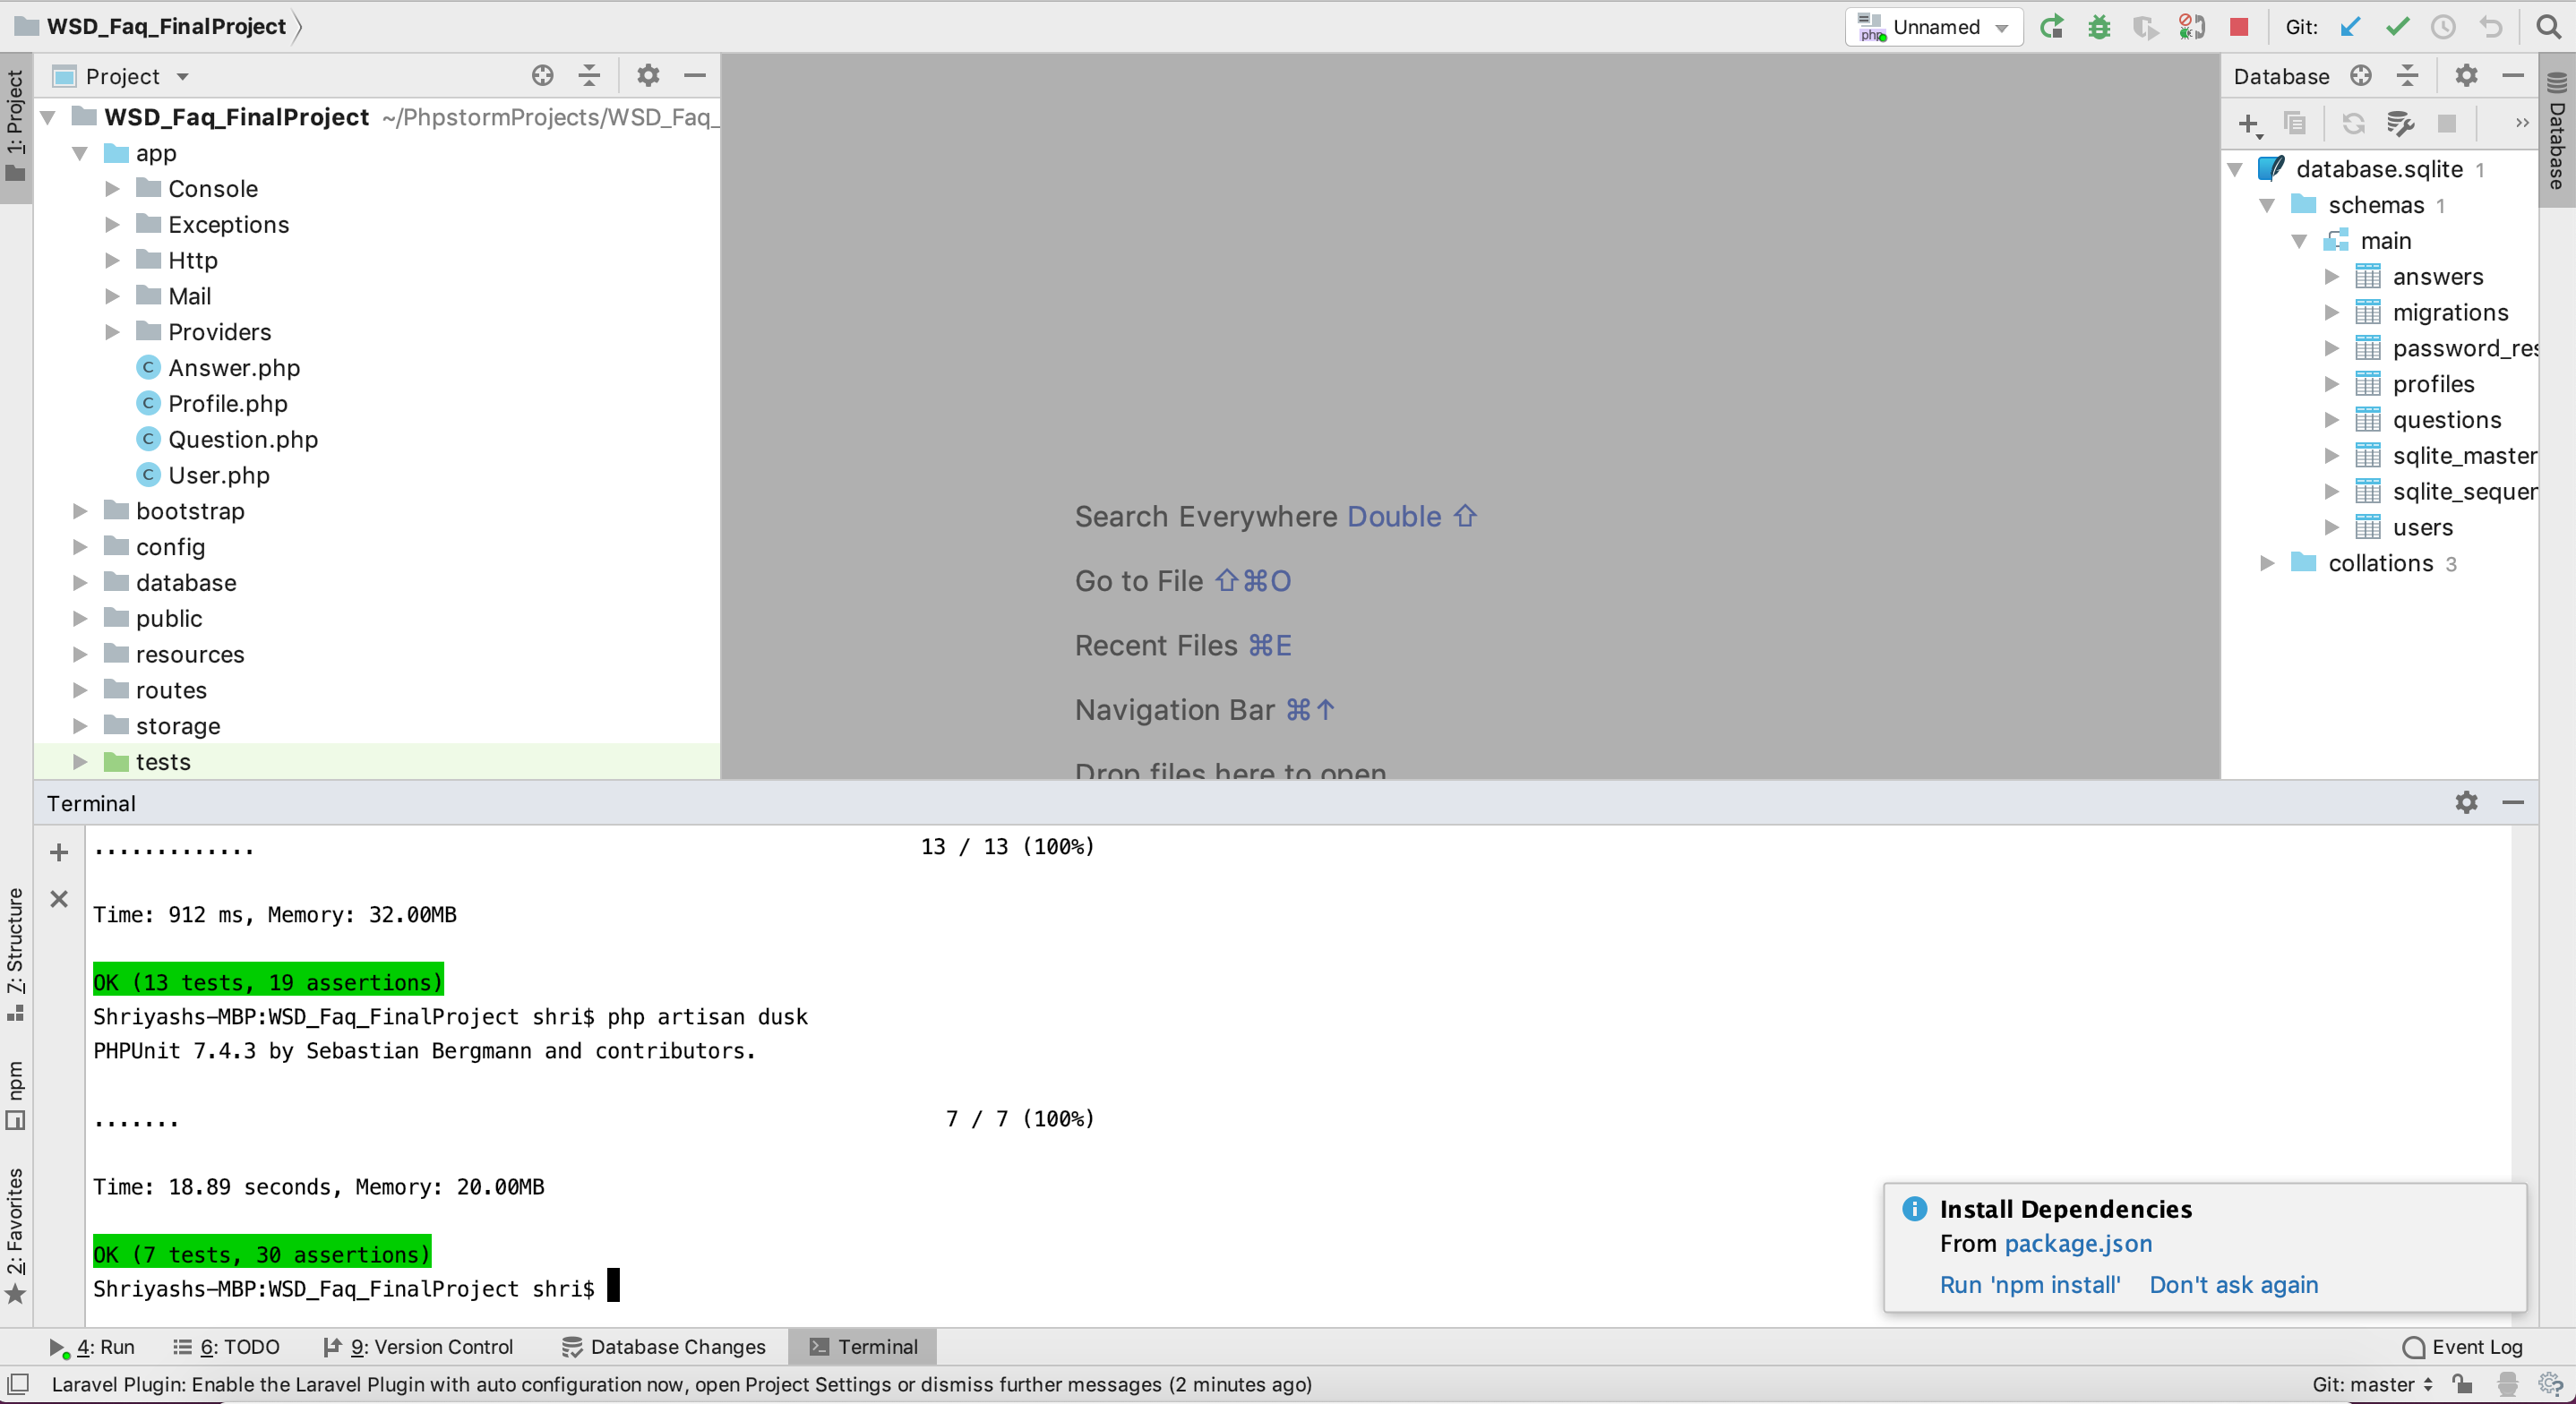 WSD_Faq_FinalProject
Unnamed
Git:
1: Project
Project
WSD_Faq_FinalProject ~/PhpstormProjects/WSD_Faq_
app
Console
Exceptions
Http
Mail
Providers
Answer.php
Profile.php
Question.php
User.php
bootstrap
config
database
public
resources
routes
storage
tests
Search Everywhere Double ⇧
Go to File ⇧⌘O
Recent Files ⌘E
Navigation Bar ⌘↑
Drop files here to open
Database
database.sqlite 1
schemas 1
main
answers
migrations
password_res
profiles
questions
sqlite_master
sqlite_sequen
users
collations 3
Database
Terminal
............. 13 / 13 (100%)
Time: 912 ms, Memory: 32.00MB
OK (13 tests, 19 assertions)
Shriyashs-MBP:WSD_Faq_FinalProject shri$ php artisan dusk
PHPUnit 7.4.3 by Sebastian Bergmann and contributors.
....... 7 / 7 (100%)
Time: 18.89 seconds, Memory: 20.00MB
OK (7 tests, 30 assertions)
Shriyashs-MBP:WSD_Faq_FinalProject shri$
7: Structure
npm
2: Favorites
Install Dependencies
From package.json
Run 'npm install' Don't ask again
4: Run
6: TODO
9: Version Control
Database Changes
Terminal
Event Log
Laravel Plugin: Enable the Laravel Plugin with auto configuration now, open Project Settings or dismiss further messages (2 minutes ago)
Git: master